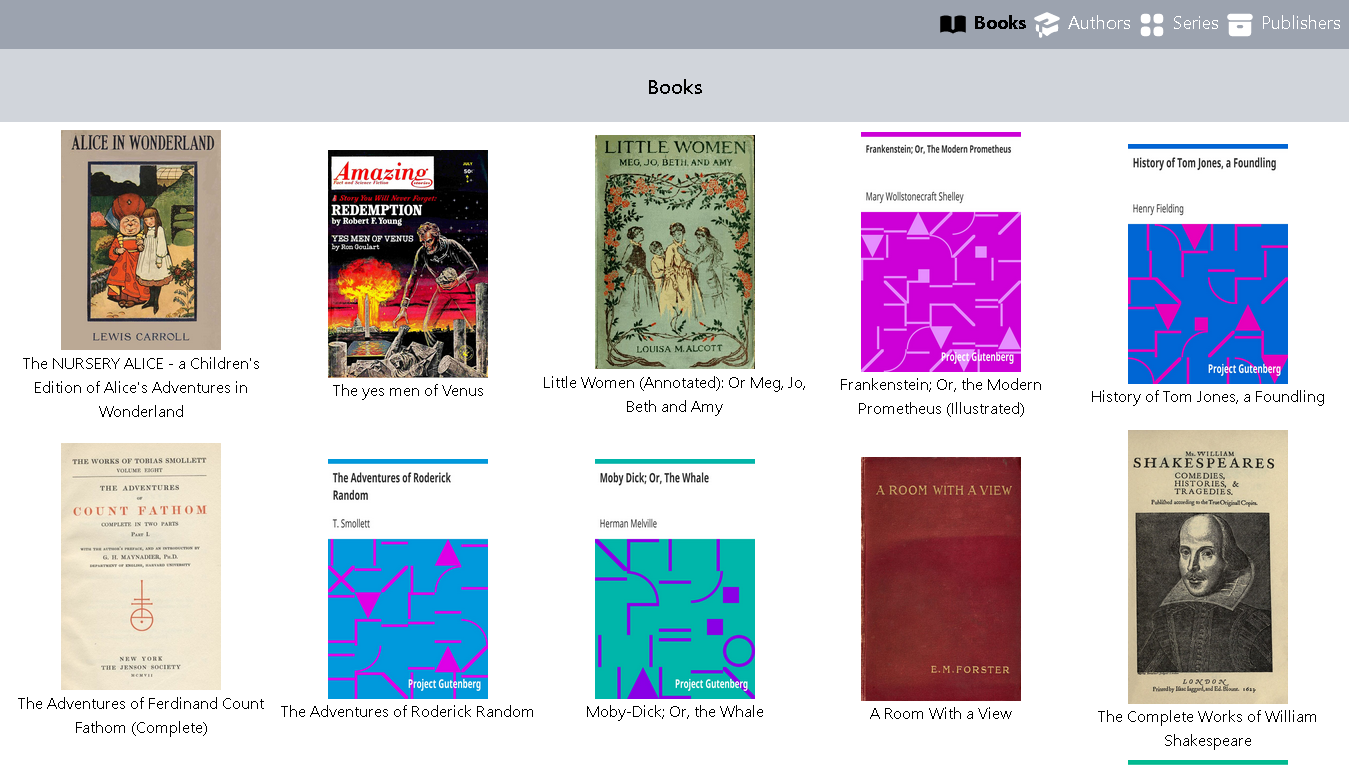 Books
Authors
Series
Publishers
Books
ALICE IN WONDERLAND
LEWIS CARROLL
The NURSERY ALICE - a Children's
Edition of Alice's Adventures in
Wonderland
JULY
50¢
Amazing
Fact and Science Fiction
stories
A Story You Will Never Forget!
REDEMPTION
by Robert F. Young
YES MEN OF VENUS
by Ron Goulart
The yes men of Venus
LITTLE WOMEN
MEG, JO, BETH, AND AMY
LOUISA M. ALCOTT
Little Women (Annotated): Or Meg, Jo,
Beth and Amy
Frankenstein; Or, The Modern Prometheus
Mary Wollstonecraft Shelley
Project Gutenberg
Frankenstein; Or, the Modern
Prometheus (Illustrated)
History of Tom Jones, a Foundling
Henry Fielding
Project Gutenberg
History of Tom Jones, a Foundling
THE WORKS OF TOBIAS SMOLLETT
VOLUME EIGHT
THE ADVENTURES
OF
COUNT FATHOM
COMPLETE IN TWO PARTS
PART I.
WITH THE AUTHOR'S PREFACE, AND AN INTRODUCTION BY
G. H. MAYNADIER, Ph.D.
DEPARTMENT OF ENGLISH, HARVARD UNIVERSITY
NEW YORK
THE JENSON SOCIETY
MCMVII
The Adventures of Ferdinand Count
Fathom (Complete)
The Adventures of Roderick
Random
T. Smollett
Project Gutenberg
The Adventures of Roderick Random
Moby Dick; Or, The Whale
Herman Melville
Project Gutenberg
Moby-Dick; Or, the Whale
A ROOM WITH A VIEW
E.M.FORSTER
A Room With a View
Mr. WILLIAM
SHAKESPEARES
COMEDIES,
HISTORIES, &
TRAGEDIES.
Published according to the True Originall Copies.
LONDON
Printed by Isaac Iaggard, and Ed. Blount. 1623
The Complete Works of William
Shakespeare